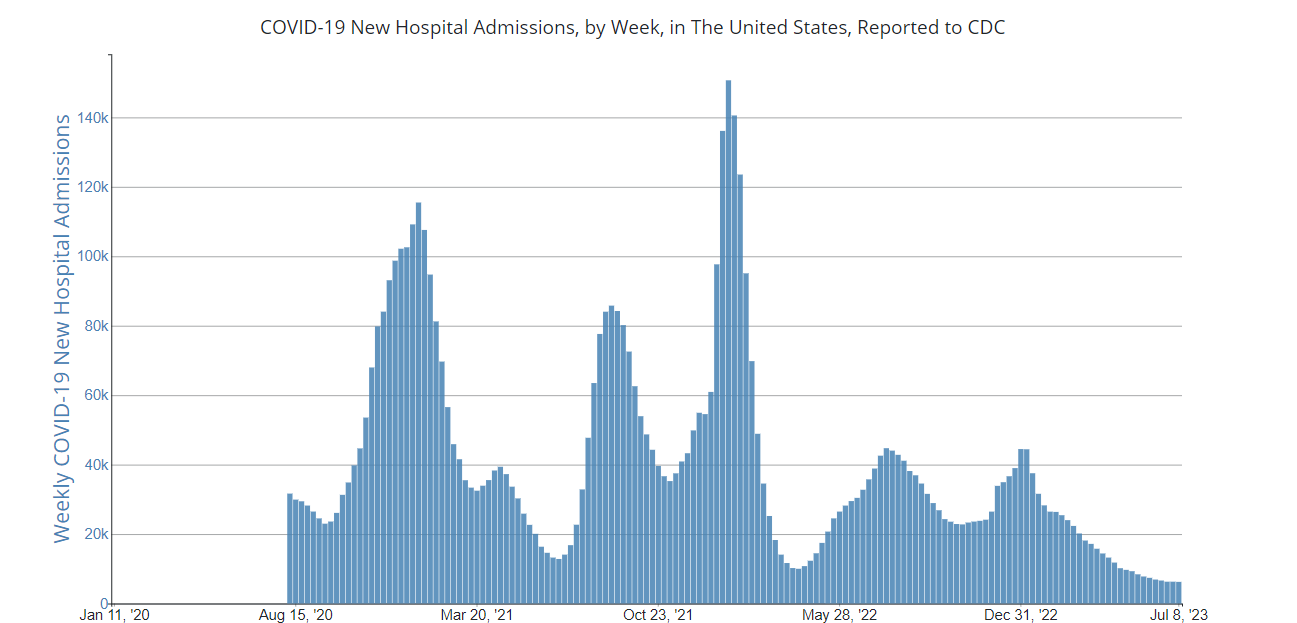 COVID-19 New Hospital Admissions, by Week, in The United States, Reported to CDC
Weekly COVID-19 New Hospital Admissions
140k
120k
100k
80k
60k
40k
20k
0
Jan 11, '20 Aug 15, '20 Mar 20, '21 Oct 23, '21 May 28, '22 Dec 31, '22 Jul 8, '23